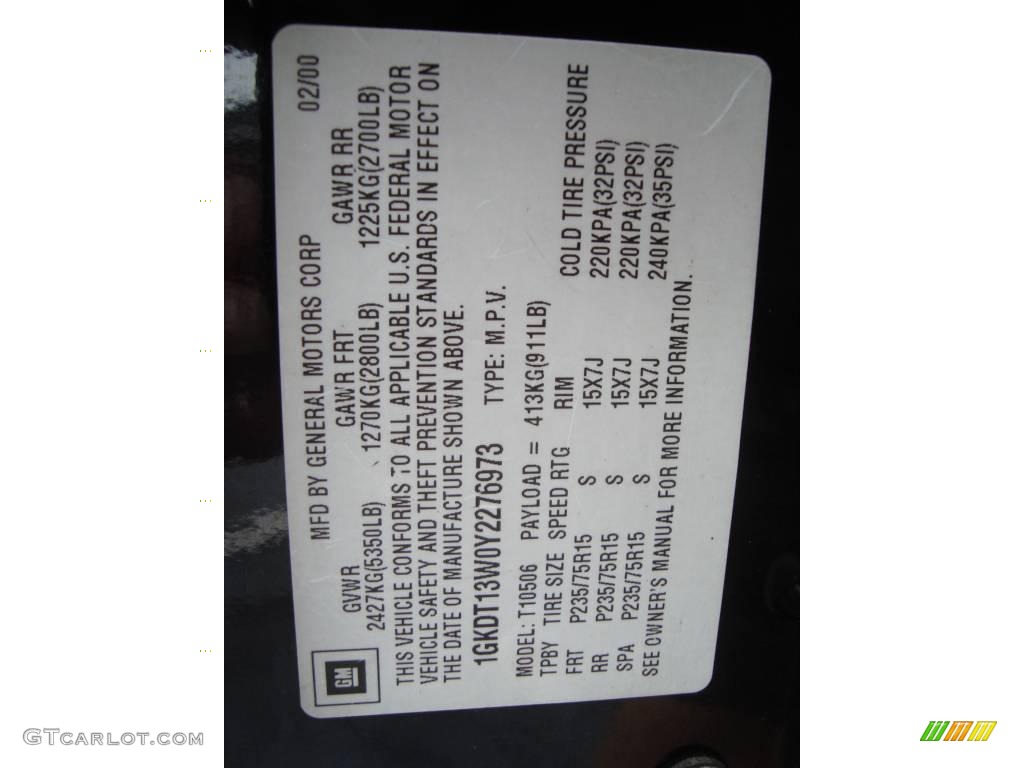 GM
MFD BY GENERAL MOTORS CORP 02/00
GVWR GAWR FRT GAWR RR
2427KG(5350LB) 1270KG(2800LB) 1225KG(2700LB)
THIS VEHICLE CONFORMS TO ALL APPLICABLE U.S. FEDERAL MOTOR
VEHICLE SAFETY AND THEFT PREVENTION STANDARDS IN EFFECT ON
THE DATE OF MANUFACTURE SHOWN ABOVE.
1GKDT13W0Y2276973 TYPE: M.P.V.
MODEL: T10506 PAYLOAD = 413KG(911LB)
TPBY TIRE SIZE SPEED RTG RIM COLD TIRE PRESSURE
FRT P235/75R15 S 15X7J 220KPA(32PSI)
RR P235/75R15 S 15X7J 220KPA(32PSI)
SPA P235/75R15 S 15X7J 240KPA(35PSI)
SEE OWNER'S MANUAL FOR MORE INFORMATION.
GTCARLOT.COM